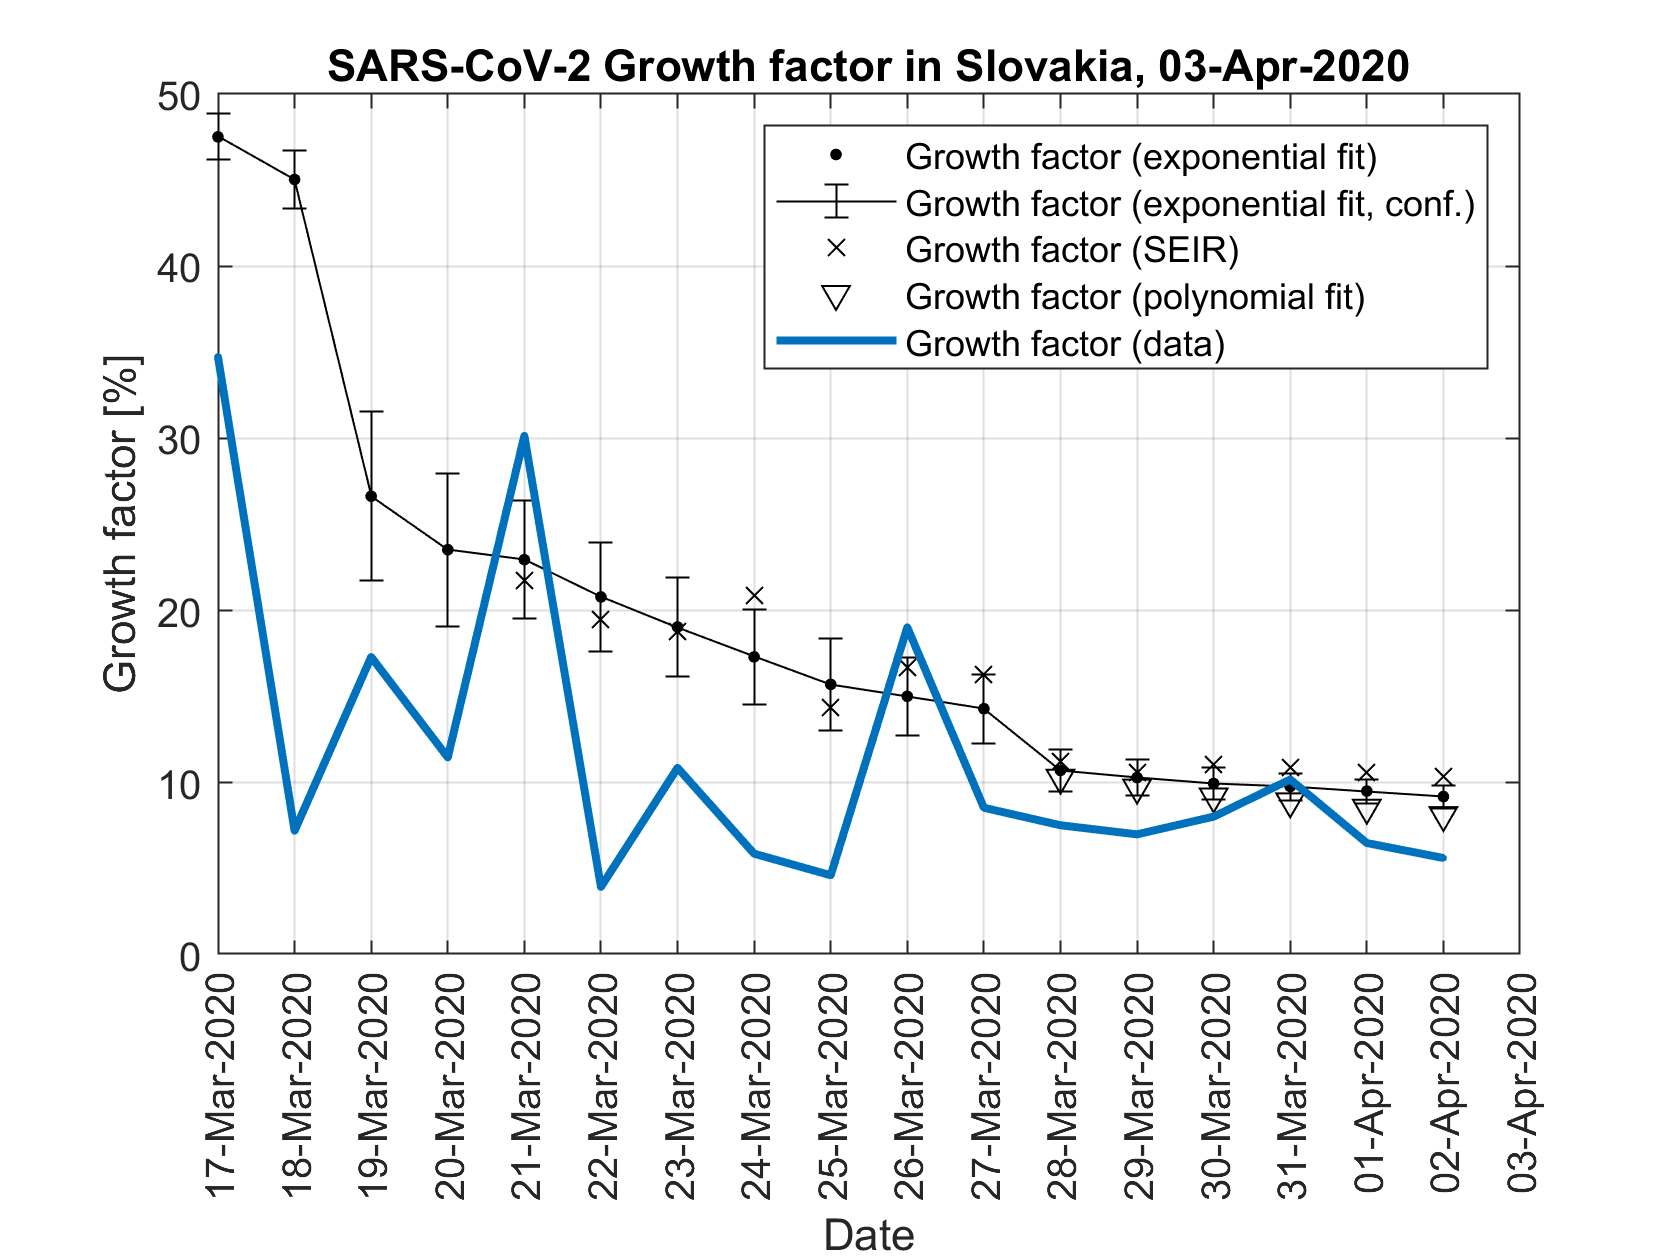 SARS-CoV-2 Growth factor in Slovakia, 03-Apr-2020
50
40
30
20
10
0
Growth factor [%]
Growth factor (exponential fit)
Growth factor (exponential fit, conf.)
Growth factor (SEIR)
Growth factor (polynomial fit)
Growth factor (data)
17-Mar-2020
18-Mar-2020
19-Mar-2020
20-Mar-2020
21-Mar-2020
22-Mar-2020
23-Mar-2020
24-Mar-2020
25-Mar-2020
26-Mar-2020
27-Mar-2020
28-Mar-2020
29-Mar-2020
30-Mar-2020
31-Mar-2020
01-Apr-2020
02-Apr-2020
03-Apr-2020
Date